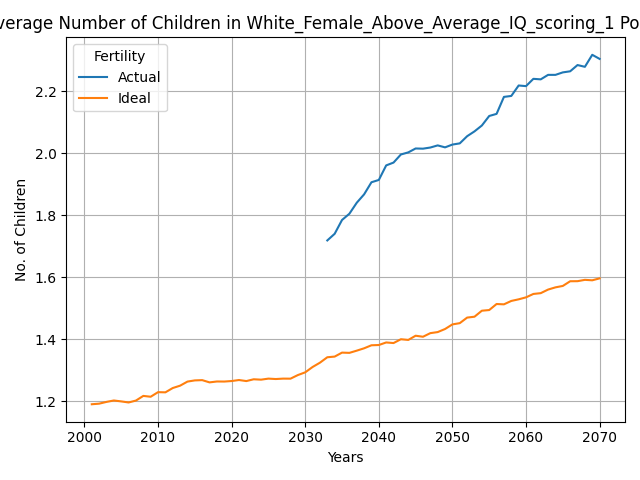 verage Number of Children in White_Female_Above_Average_IQ_scoring_1 Po
Fertility
Actual
Ideal
No. of Children
2.2
2.0
1.8
1.6
1.4
1.2
2000 2010 2020 2030 2040 2050 2060 2070
Years